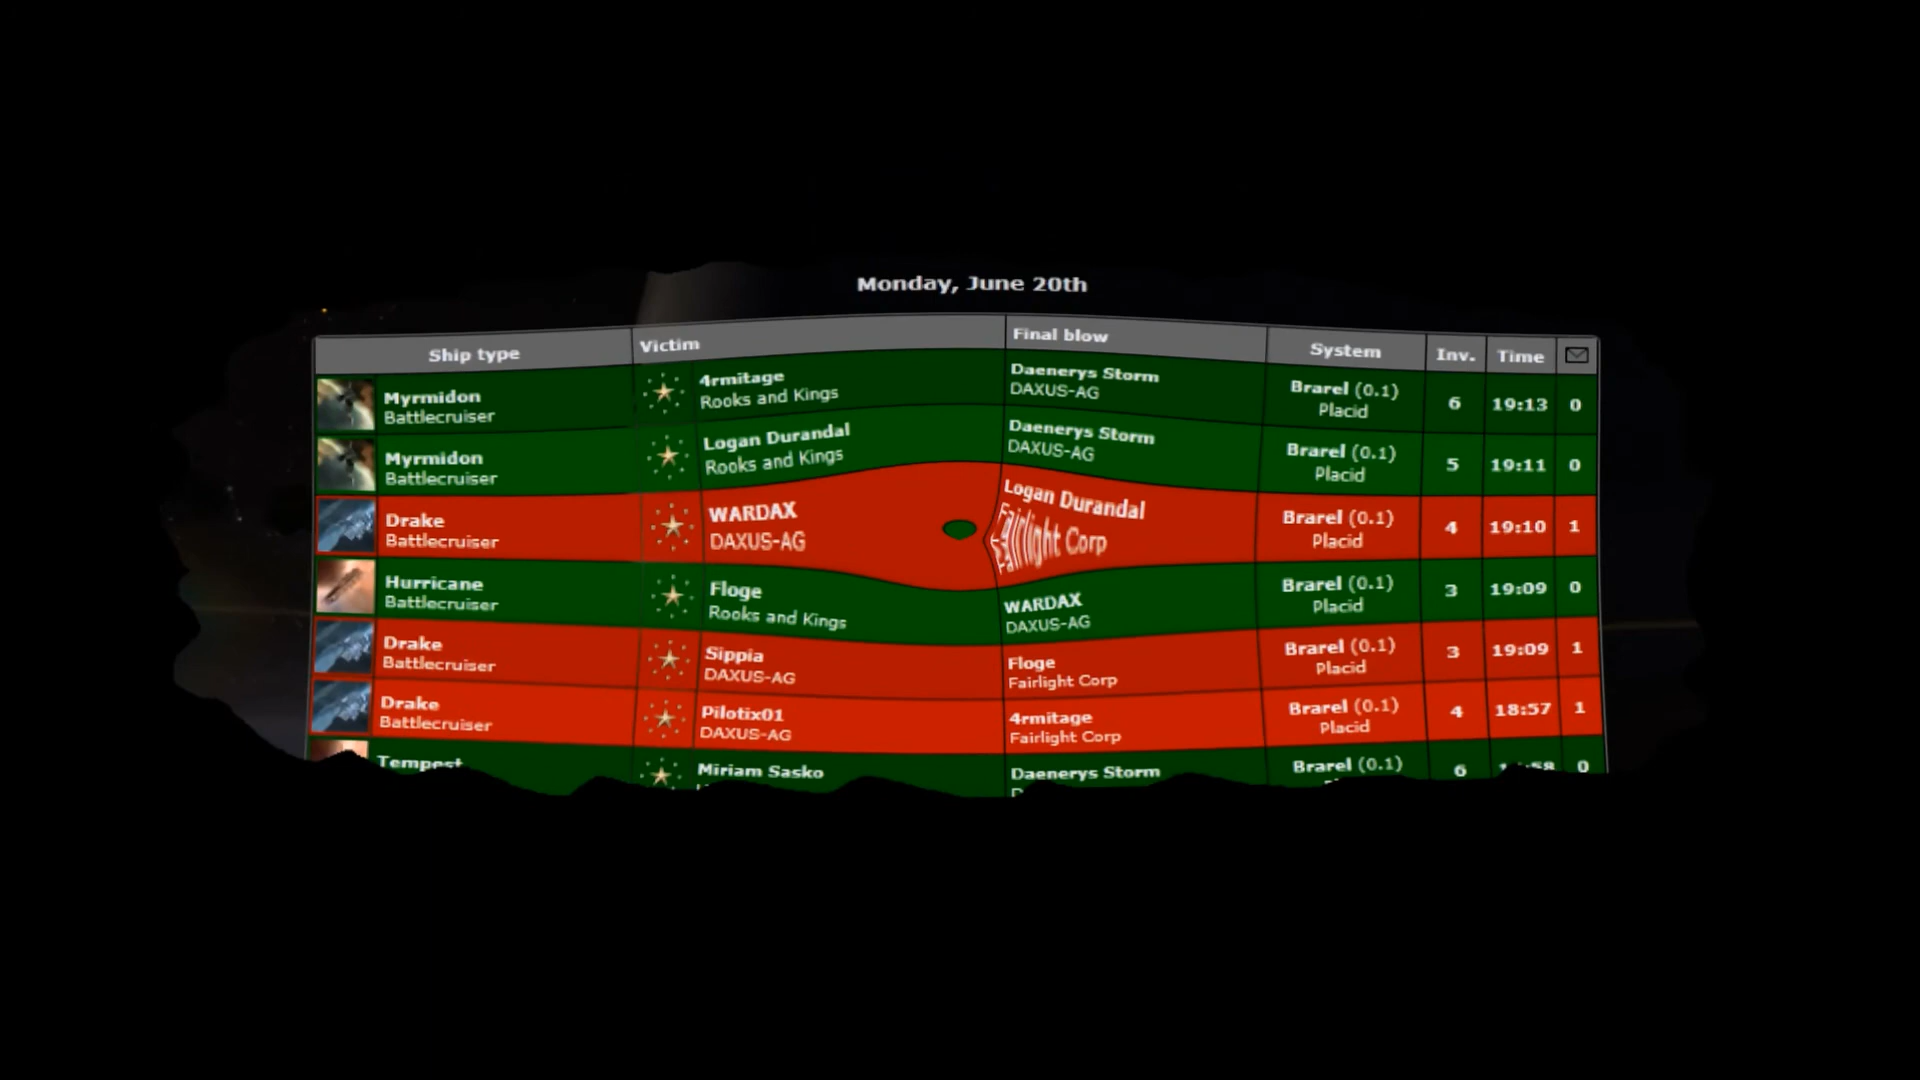 Monday, June 20th
Ship type Victim Final blow System Inv. Time
Myrmidon 4rmitage Daenerys Storm Brarel (0.1) 6 19:13 0
Battlecruiser Rooks and Kings DAXUS-AG Placid
Myrmidon Logan Durandal Daenerys Storm Brarel (0.1) 5 19:11 0
Battlecruiser Rooks and Kings DAXUS-AG Placid
Drake WARDAX Logan Durandal Brarel (0.1) 4 19:10 1
Battlecruiser DAXUS-AG Fairlight Corp Placid
Hurricane Floge WARDAX Brarel (0.1) 3 19:09 0
Battlecruiser Rooks and Kings DAXUS-AG Placid
Drake Sippia Floge Brarel (0.1) 3 19:09 1
Battlecruiser DAXUS-AG Fairlight Corp Placid
Drake Pilotix01 4rmitage Brarel (0.1) 4 18:57 1
Battlecruiser DAXUS-AG Fairlight Corp Placid
Tempest Miriam Sasko Daenerys Storm Brarel (0.1) 6 0